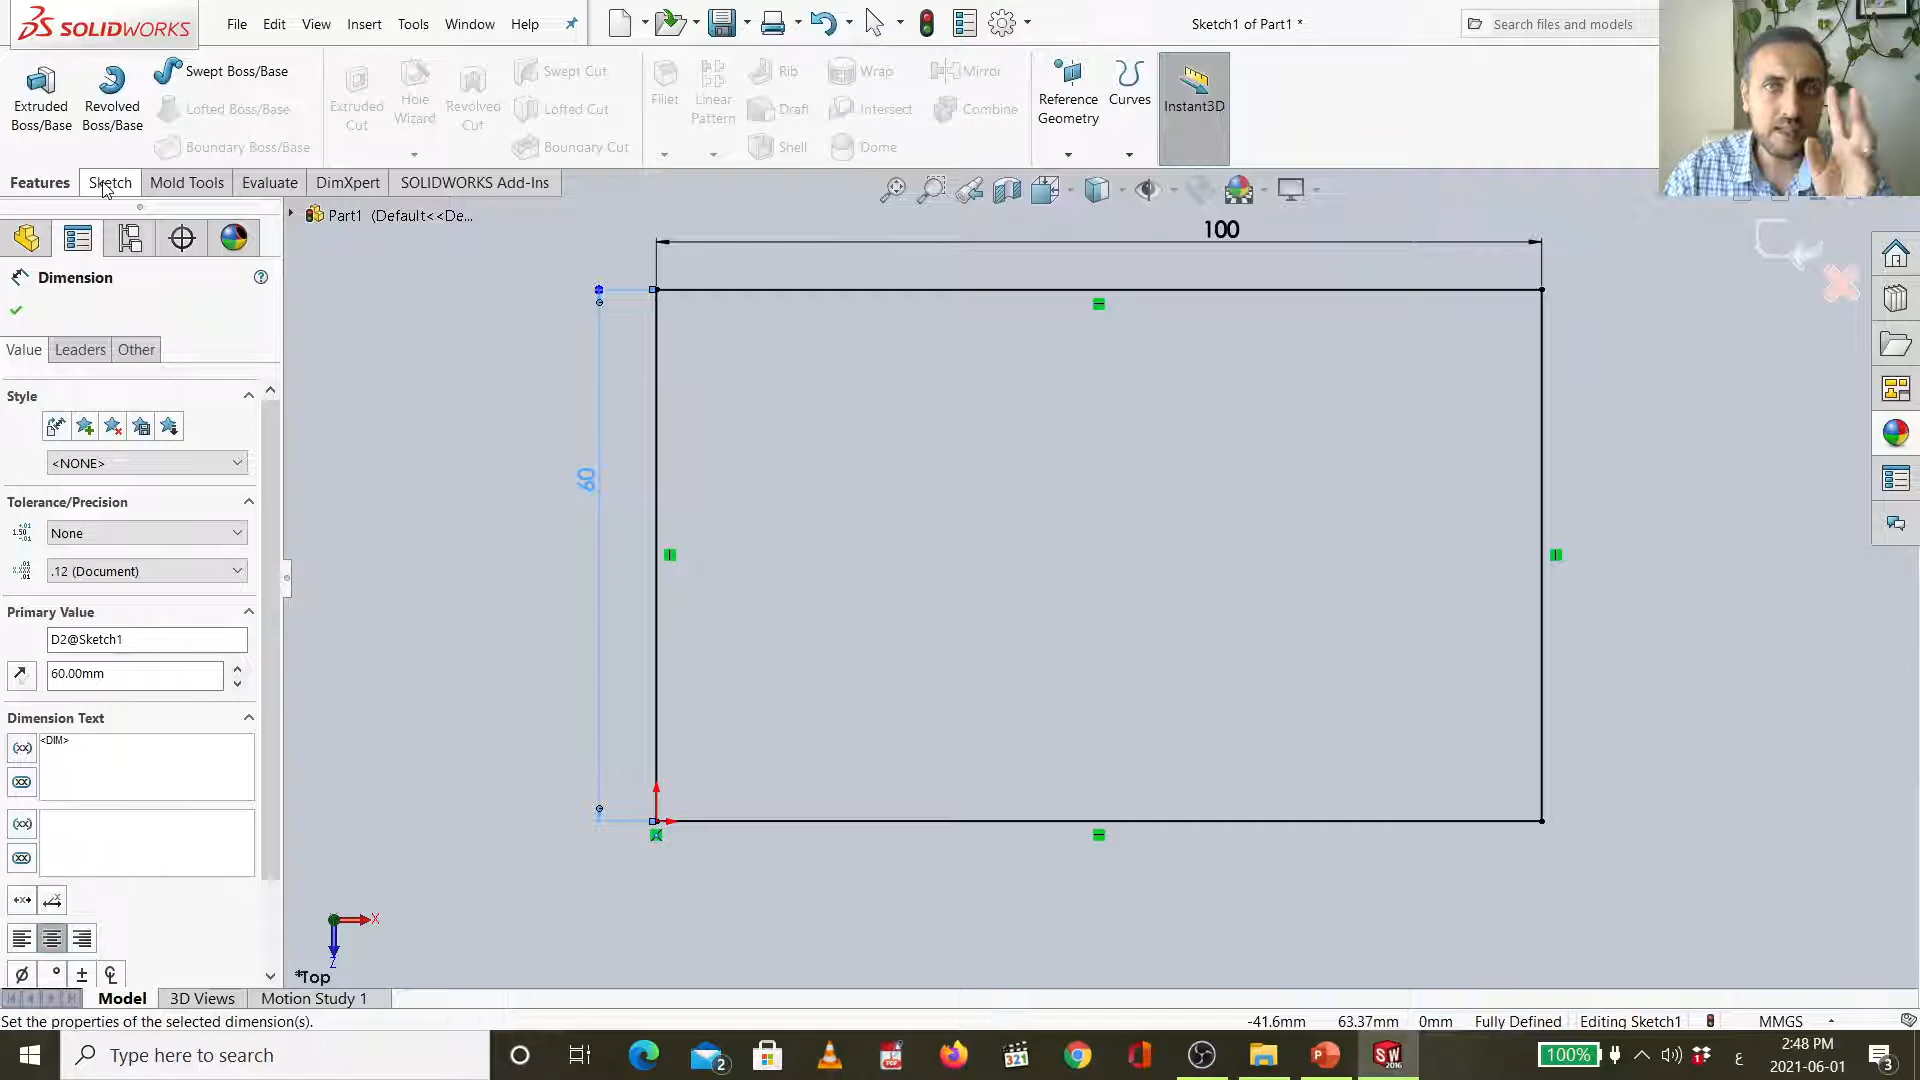 SOLIDWORKS
File Edit View Insert Tools Window Help
Sketch1 of Part1 *
Search files and models
Extruded Boss/Base
Revolved Boss/Base
Swept Boss/Base
Lofted Boss/Base
Boundary Boss/Base
Extruded Cut
Hole Wizard
Revolved Cut
Swept Cut
Lofted Cut
Boundary Cut
Fillet
Linear Pattern
Rib
Draft
Shell
Wrap
Intersect
Dome
Mirror
Combine
Reference Geometry
Curves
Instant3D
Features Sketch Mold Tools Evaluate DimXpert SOLIDWORKS Add-Ins
Part1 (Default<<De...
100
60
Dimension
Value Leaders Other
Style
<NONE>
Tolerance/Precision
None
.12 (Document)
Primary Value
D2@Sketch1
60.00mm
Dimension Text
<DIM>
X
Z
*Top
Model 3D Views Motion Study 1
Set the properties of the selected dimension(s).
-41.6mm 63.37mm 0mm Fully Defined Editing Sketch1 MMGS
Type here to search
2
321
SW
2016
100%
1
ع
2:48 PM
2021-06-01
3